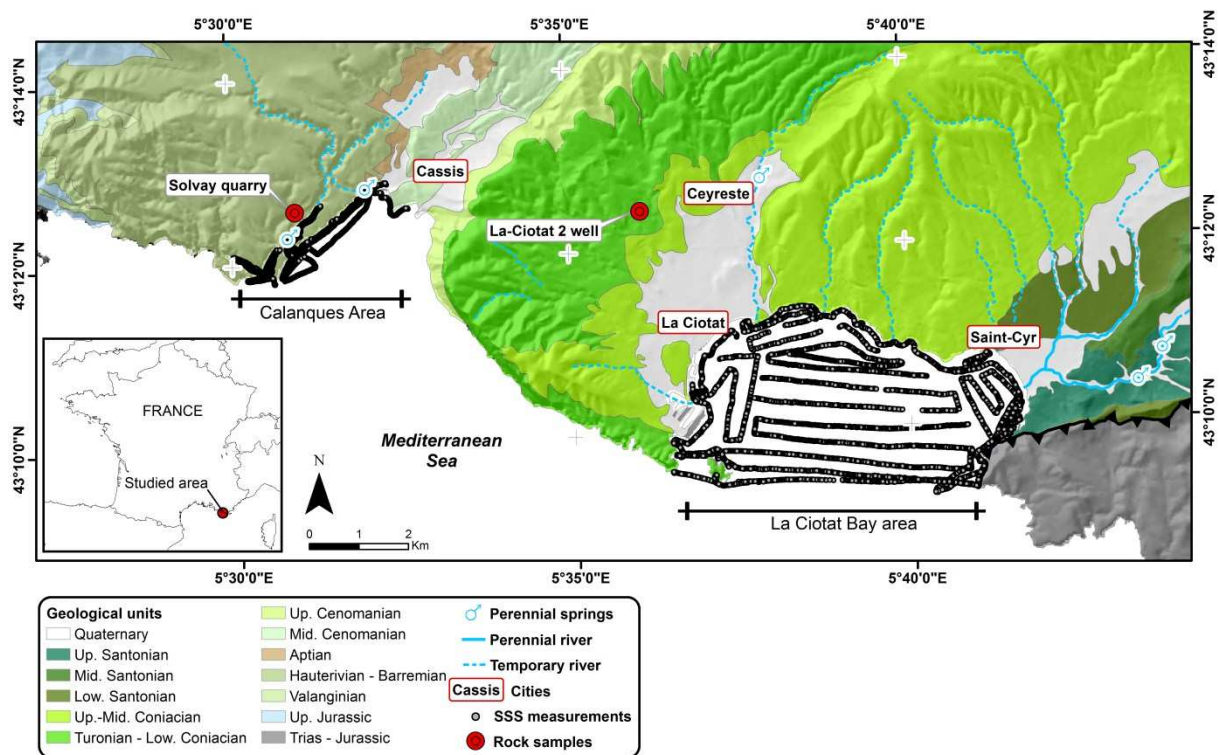 5°30'0"E
5°35'0"E
5°40'0"E
43°14'0"N
43°14'0"N
Cassis
Solvay quarry
Ceyreste
La-Ciotat 2 well
43°12'0"N
43°12'0"N
Calanques Area
La Ciotat
Saint-Cyr
FRANCE
Studied area
Mediterranean
Sea
43°10'0"N
43°10'0"N
N
0 1 2
Km
La Ciotat Bay area
5°30'0"E
5°35'0"E
5°40'0"E
Geological units
Quaternary
Up. Santonian
Mid. Santonian
Low. Santonian
Up.-Mid. Coniacian
Turonian - Low. Coniacian
Up. Cenomanian
Mid. Cenomanian
Aptian
Hauterivian - Barremian
Valanginian
Up. Jurassic
Trias - Jurassic
Perennial springs
Perennial river
Temporary river
Cassis Cities
SSS measurements
Rock samples